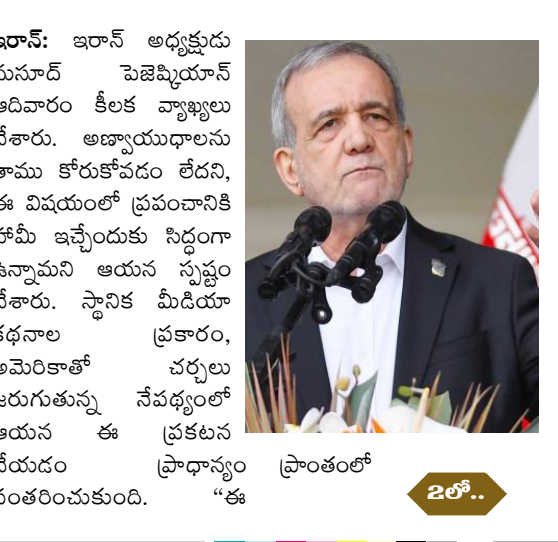 ఇరాన్: ఇరాన్ అధ్యక్షుడు
మసూద్ పెజెష్కియాన్
ఆదివారం కీలక వ్యాఖ్యలు
చేశారు. అణ్వాయుధాలను
తాము కోరుకోవడం లేదని,
ఈ విషయంలో ప్రపంచానికి
హామీ ఇచ్చేందుకు సిద్ధంగా
ఉన్నామని ఆయన స్పష్టం
చేశారు. స్థానిక మీడియా
కథనాల ప్రకారం,
అమెరికాతో చర్చలు
జరుగుతున్న నేపథ్యంలో
ఆయన ఈ ప్రకటన
చేయడం ప్రాధాన్యం ప్రాంతంలో
సంతరించుకుంది. “ఈ
2లో..